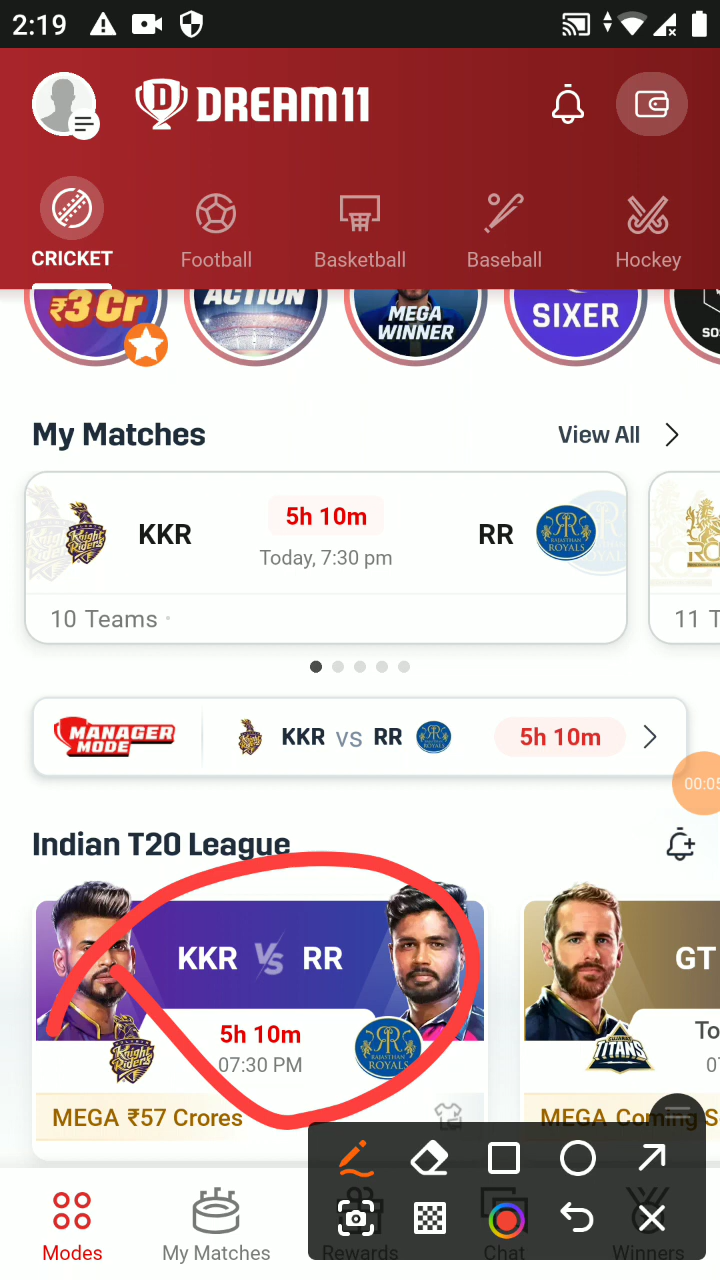 2:19
DREAM11
CRICKET Football Basketball Baseball Hockey
₹3 Cr ACTION MEGA WINNER SIXER
My Matches View All
5h 10m
KKR RR
Today, 7:30 pm
10 Teams 11 T
MANAGER MODE KKR vs RR 5h 10m
00:05
Indian T20 League
KKR VS RR GT
5h 10m To
07:30 PM
MEGA ₹57 Crores MEGA Coming S
Modes My Matches Rewards Chat Winners